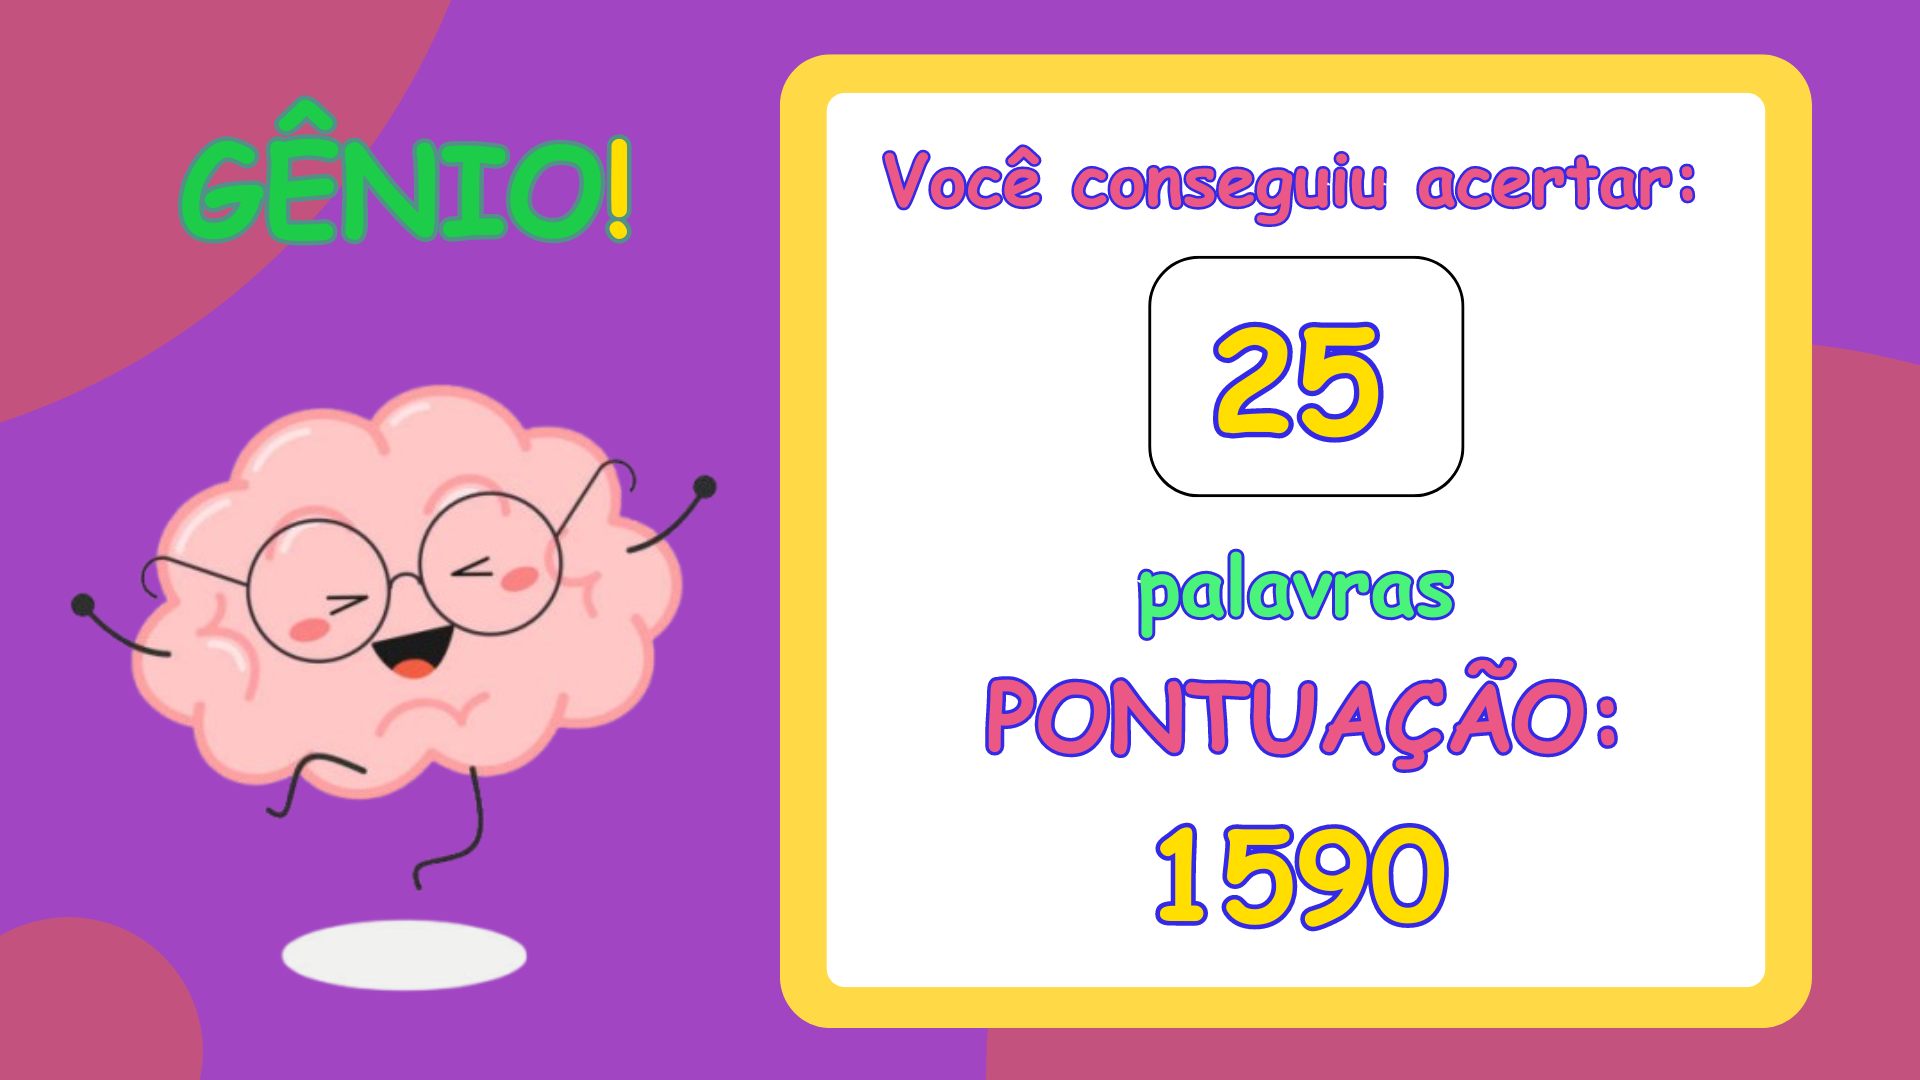 GÊNIO!
Você conseguiu acertar:
25
palavras
PONTUAÇÃO:
1590